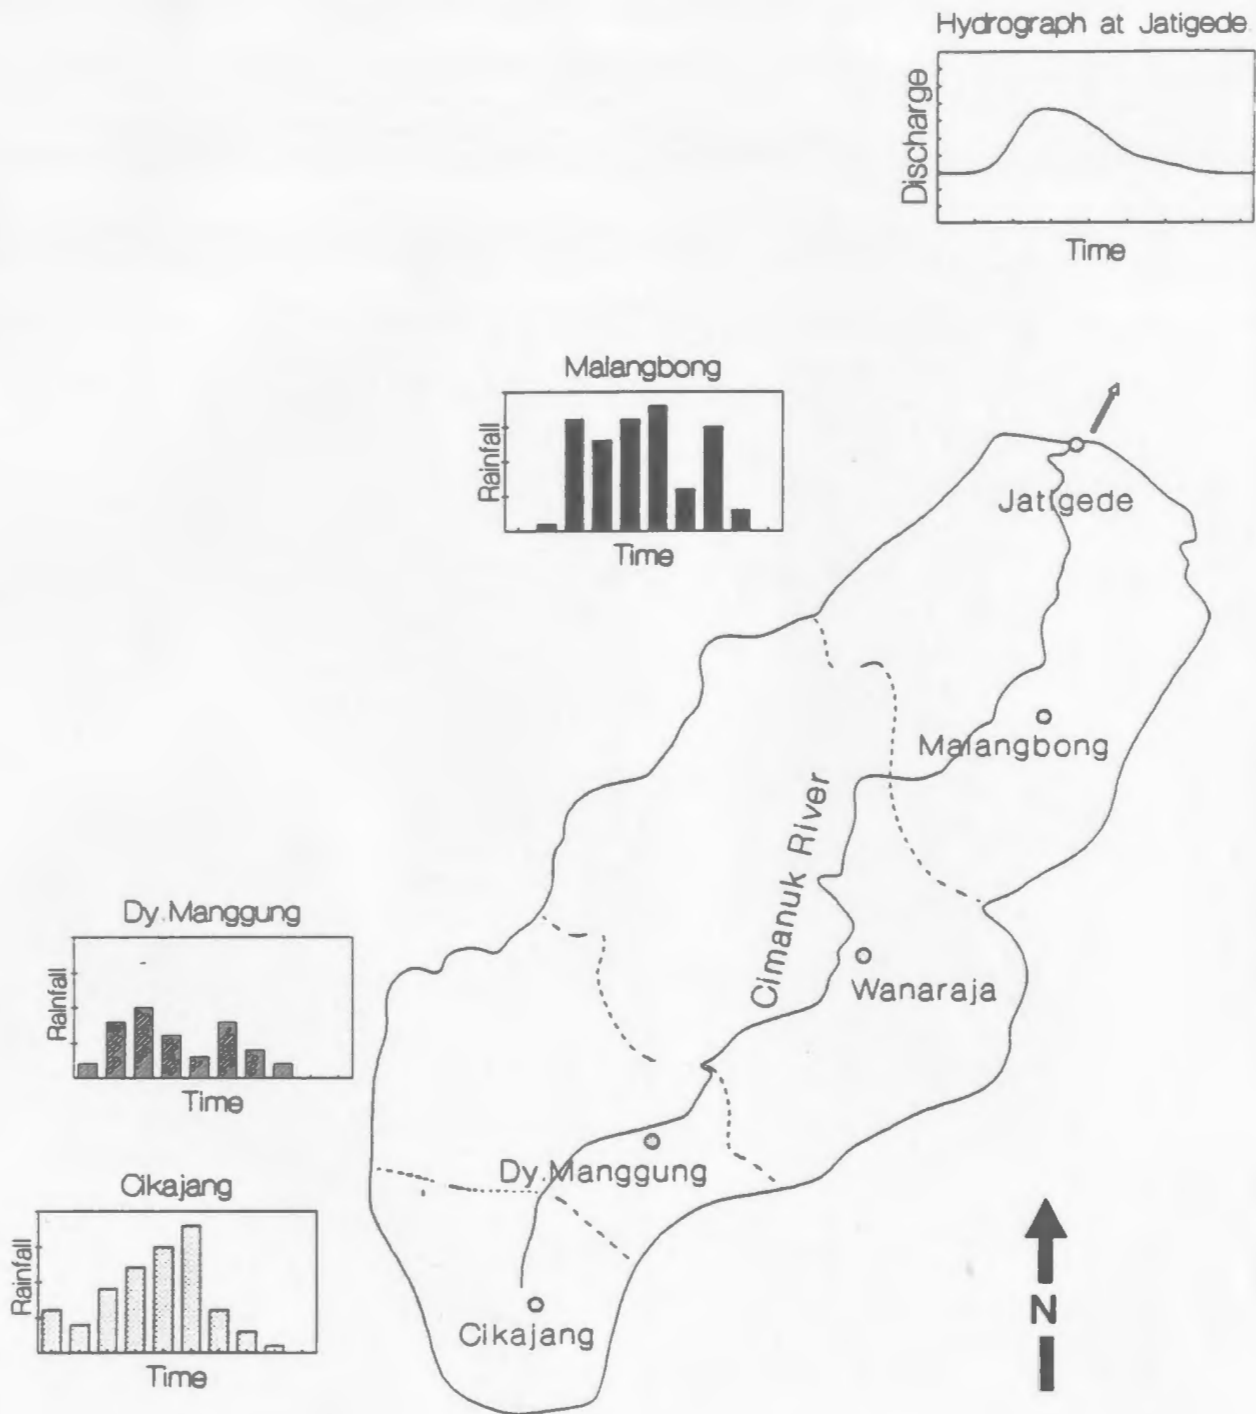 Hydrograph at Jatigede
Discharge
Time
Malangbong
Rainfall
Time
Jatigede
Malangbong
Cimanuk River
Wanaraja
Dy.Manggung
Rainfall
Time
Dy.Manggung
Cikajang
Rainfall
Time
Cikajang
N